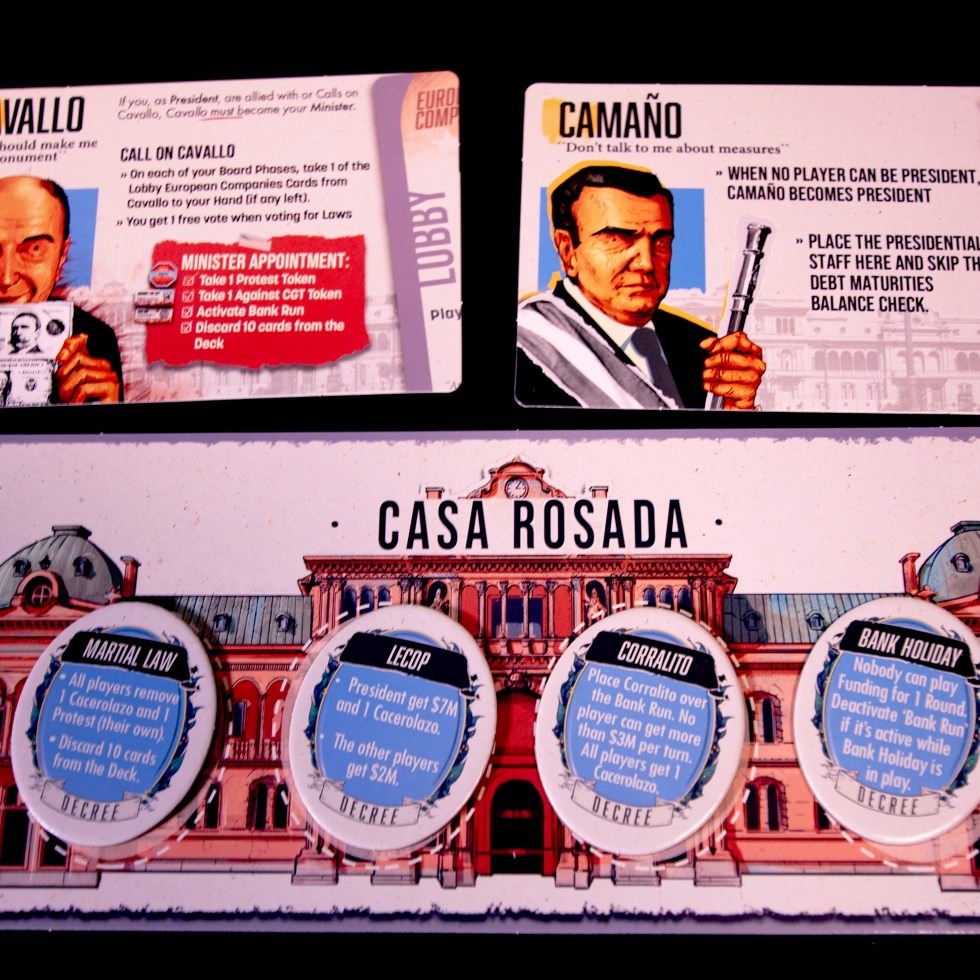 VALLO
hould make me
onument"
If you, as President, are allied with or Calls on
Cavallo, Cavallo must become your Minister.
CALL ON CAVALLO
» On each of your Board Phases, take 1 of the
Lobby European Companies Cards from
Cavallo to your Hand (if any left).
» You get 1 free vote when voting for Laws
MINISTER APPOINTMENT:
☑ Take 1 Protest Token
☑ Take 1 Against CGT Token
☑ Activate Bank Run
☑ Discard 10 cards from the
Deck
EURO
COMP
LOBBY
play
CAMAÑO
"Don't talk to me about measures"
» WHEN NO PLAYER CAN BE PRESIDENT,
CAMAÑO BECOMES PRESIDENT
» PLACE THE PRESIDENTIAL
STAFF HERE AND SKIP TH
DEBT MATURITIES
BALANCE CHECK.
· CASA ROSADA ·
MARTIAL LAW
• All players remove
1 Cacerolazo and 1
Protest (their own).
• Discard 10 cards
from the Deck.
DECREE
LECOP
• President get $7M
and 1 Cacerolazo.
• The other players
get $2M.
DECREE
CORRALITO
Place Corralito over
the Bank Run. No
player can get more
than $3M per turn.
All players get 1
Cacerolazo.
DECREE
BANK HOLIDAY
Nobody can play
Funding for 1 Round.
Deactivate 'Bank Run'
if it's active while
Bank Holiday is
in play.
DECREE